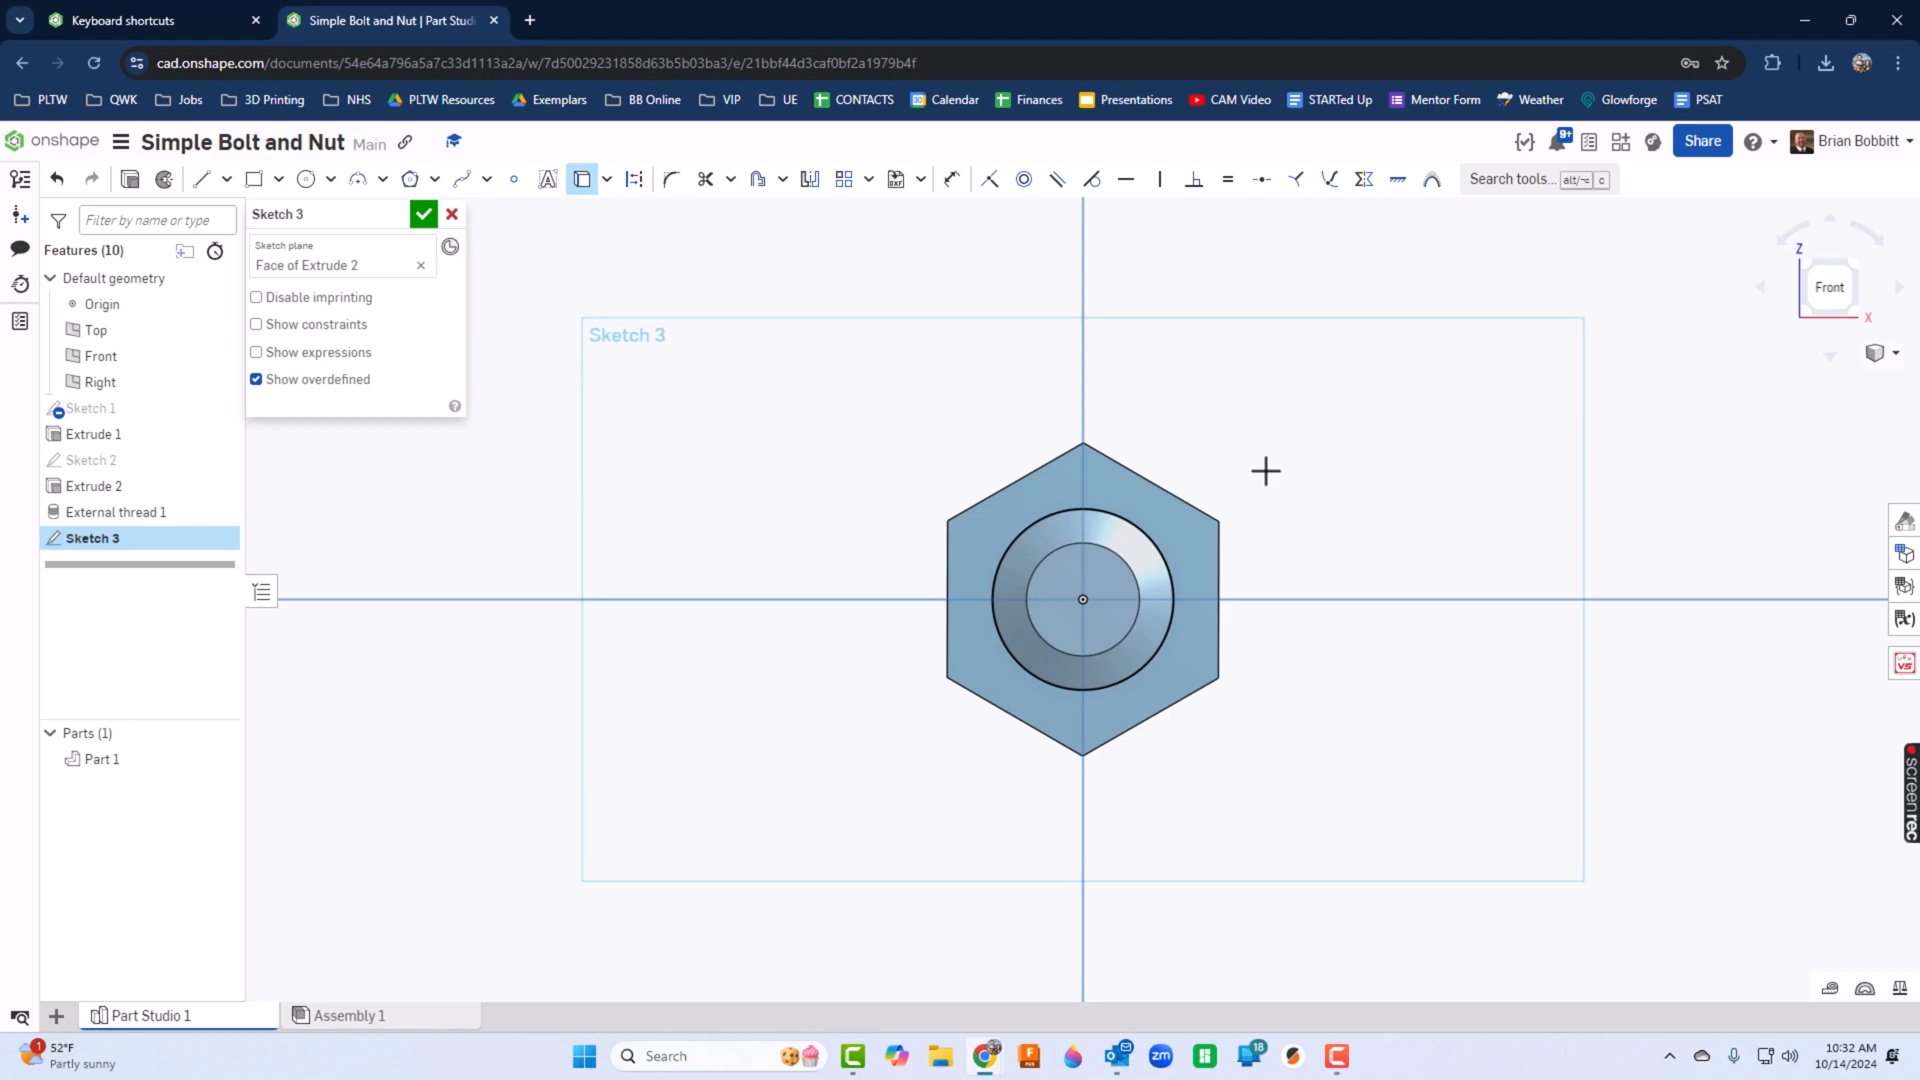 Keyboard shortcuts
Simple Bolt and Nut | Part Studi
cad.onshape.com/documents/54e64a796a5a7c33d1113a2a/w/7d50029231858d63b5b03ba3/e/21bbf44d3caf0bf2a1979b4f
PLTW QWK Jobs 3D Printing NHS PLTW Resources Exemplars BB Online VIP UE CONTACTS Calendar Finances Presentations CAM Video STARTed Up Mentor Form Weather Glowforge PSAT
onshape Simple Bolt and Nut Main 9+ Share Brian Bobbitt
Search tools... alt/⌥ c
Filter by name or type
Features (10)
Default geometry
Origin
Top
Front
Right
Sketch 1
Extrude 1
Sketch 2
Extrude 2
External thread 1
Sketch 3
Parts (1)
Part 1
Sketch 3
Sketch plane
Face of Extrude 2
Disable imprinting
Show constraints
Show expressions
Show overdefined
Sketch 3
Z
Front
X
screenrec
Part Studio 1
Assembly 1
1
52°F
Partly sunny
Search
18
10:32 AM
10/14/2024